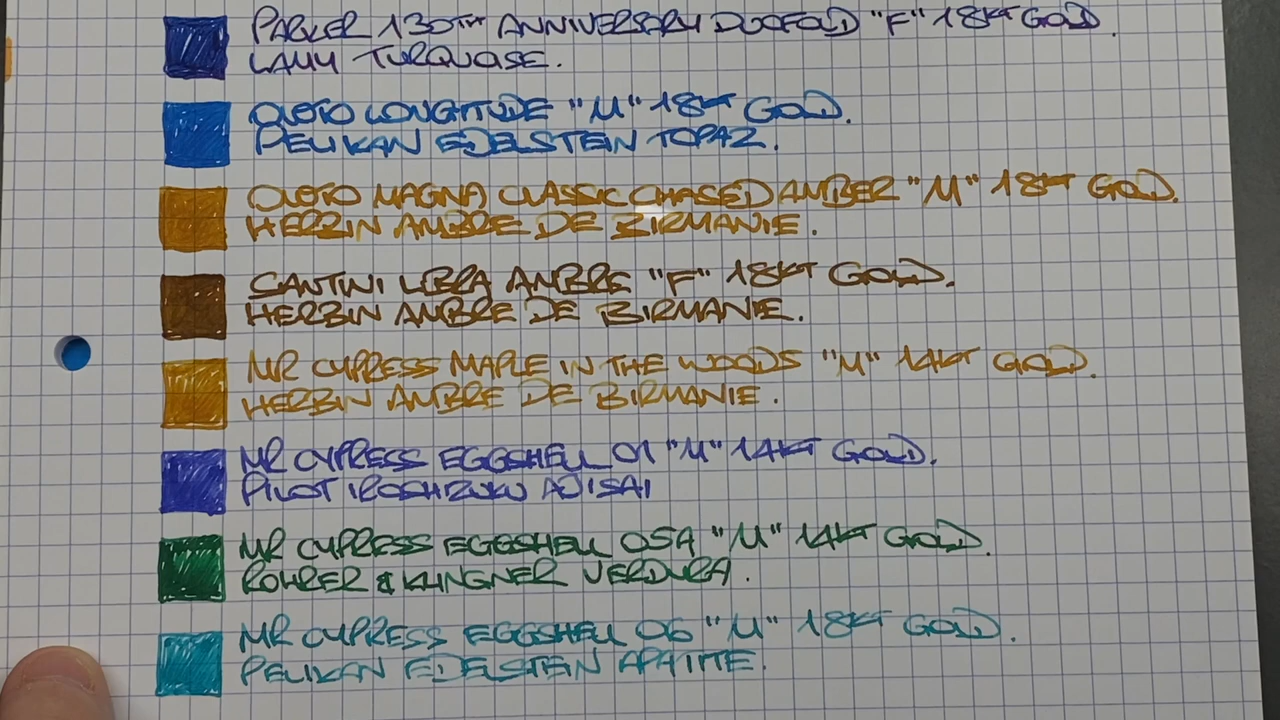 PARKER 130TH ANNIVERSARY DUOFOLD "F" 18KT GOLD.
LAMY TURQUOISE.
ONOTO LONGITUDE "M" 18KT GOLD.
PELIKAN EDELSTEIN TOPAZ.
ONOTO MAGNA CLASSIC CHASED AMBER "M" 18KT GOLD.
HERBIN AMBRE DE BIRMANIE.
SANTINI LIBRA AMBRE "F" 18KT GOLD.
HERBIN AMBRE DE BIRMANIE.
MR CYPRESS MAPLE IN THE WOODS "M" 14KT GOLD.
HERBIN AMBRE DE BIRMANIE.
MR CYPRESS EGGSHELL 01 "M" 14KT GOLD.
PILOT IROSHIZUKU AJISAI
MR CYPRESS EGGSHELL 05A "M" 14KT GOLD.
ROHRER & KLINGNER VERDURA.
MR CYPRESS EGGSHELL 06 "M" 18KT GOLD.
PELIKAN EDELSTEIN APATITE.